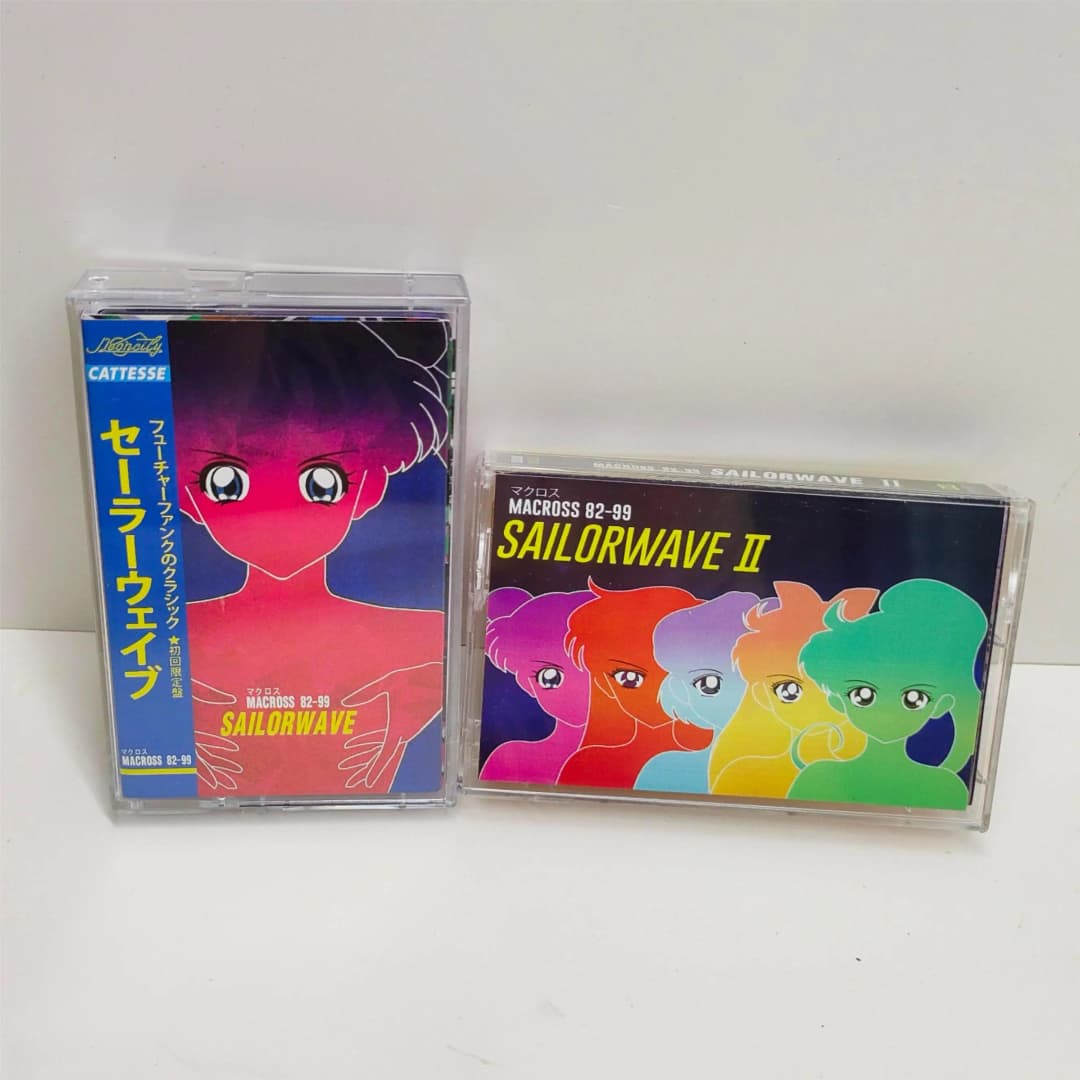 Neoncity
CATTESSE
フューチャーファンクのクラシック★初回限定盤
セーラーウェイブ
マクロス
MACROSS 82-99
マクロス
MACROSS 82-99
SAILORWAVE
MACROSS 82-99 SAILORWAVE II
マクロス
MACROSS 82-99
SAILORWAVE II